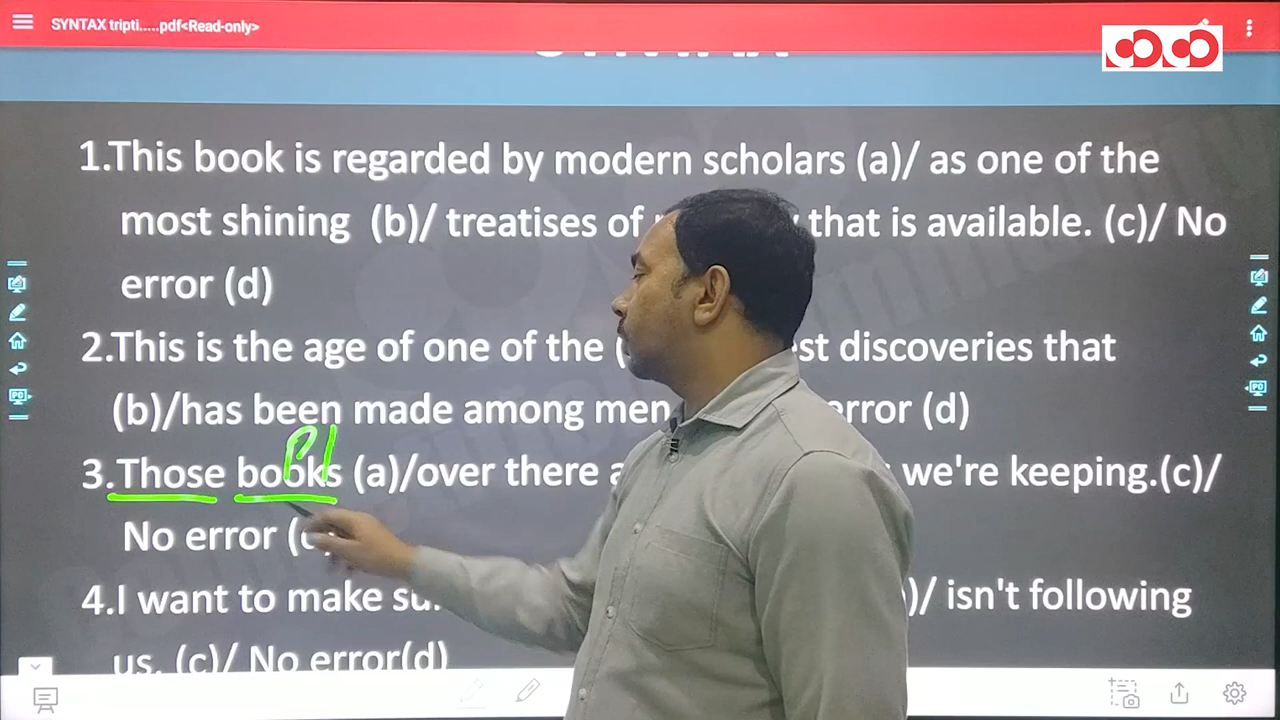 SYNTAX tripti.....pdf<Read-only>
1.This book is regarded by modern scholars (a)/ as one of the
most shining (b)/ treatises of that is available. (c)/ No
error (d)
2.This is the age of one of the discoveries that
(b)/has been made among men error (d)
Pl
3.Those books (a)/over there we're keeping.(c)/
No error
4.I want to make isn't following
us. (c)/ No error(d)